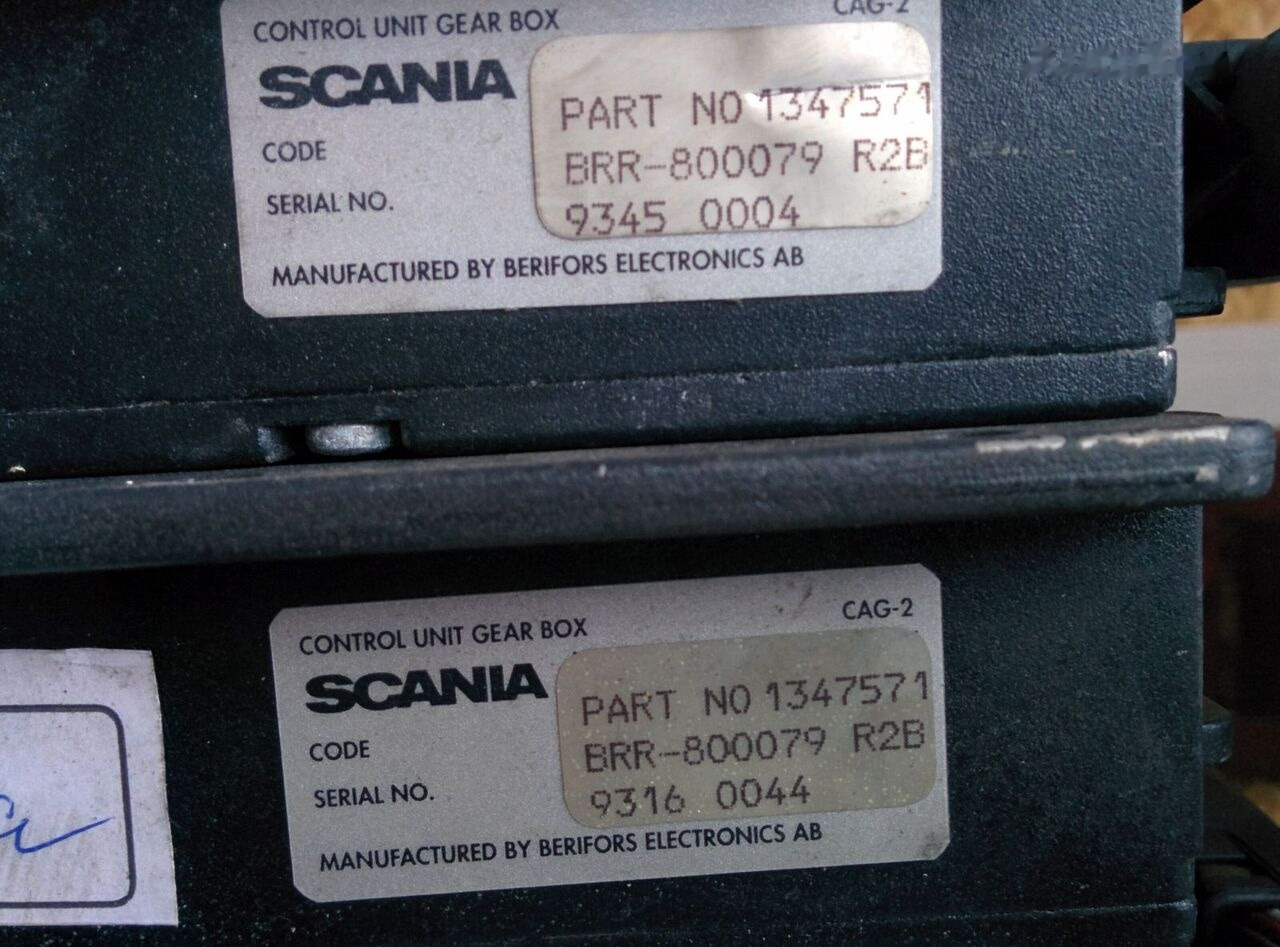 CONTROL UNIT GEAR BOX CAG-2
SCANIA
PART NO 1347571
CODE BRR-800079 R2B
SERIAL NO. 9345 0004
MANUFACTURED BY BERIFORS ELECTRONICS AB
CONTROL UNIT GEAR BOX CAG-2
SCANIA
PART NO 1347571
CODE BRR-800079 R2B
SERIAL NO. 9316 0044
MANUFACTURED BY BERIFORS ELECTRONICS AB